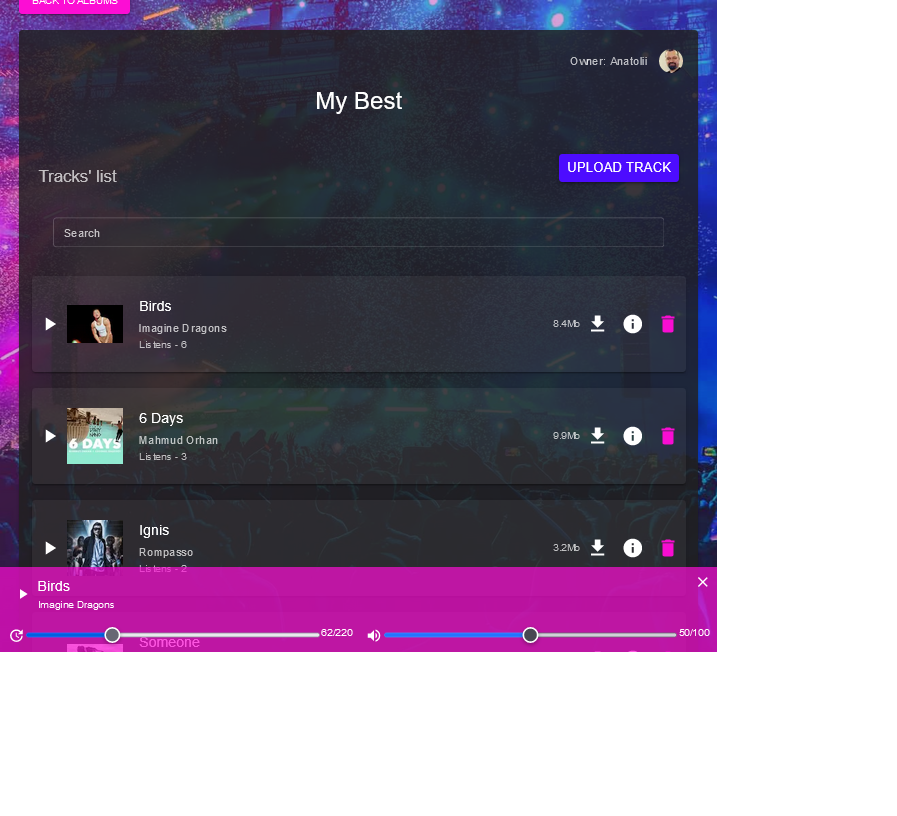 BACK TO ALBUMS
Owner: Anatolii
My Best
Tracks' list
UPLOAD TRACK
Search
Birds
Imagine Dragons
Listens - 6
8.4Mb
6 Days
Mahmud Orhan
Listens - 3
9.9Mb
6 DAYS
Ignis
Rompasso
Listens - 2
3.2Mb
Birds
Imagine Dragons
62/220
50/100
Someone